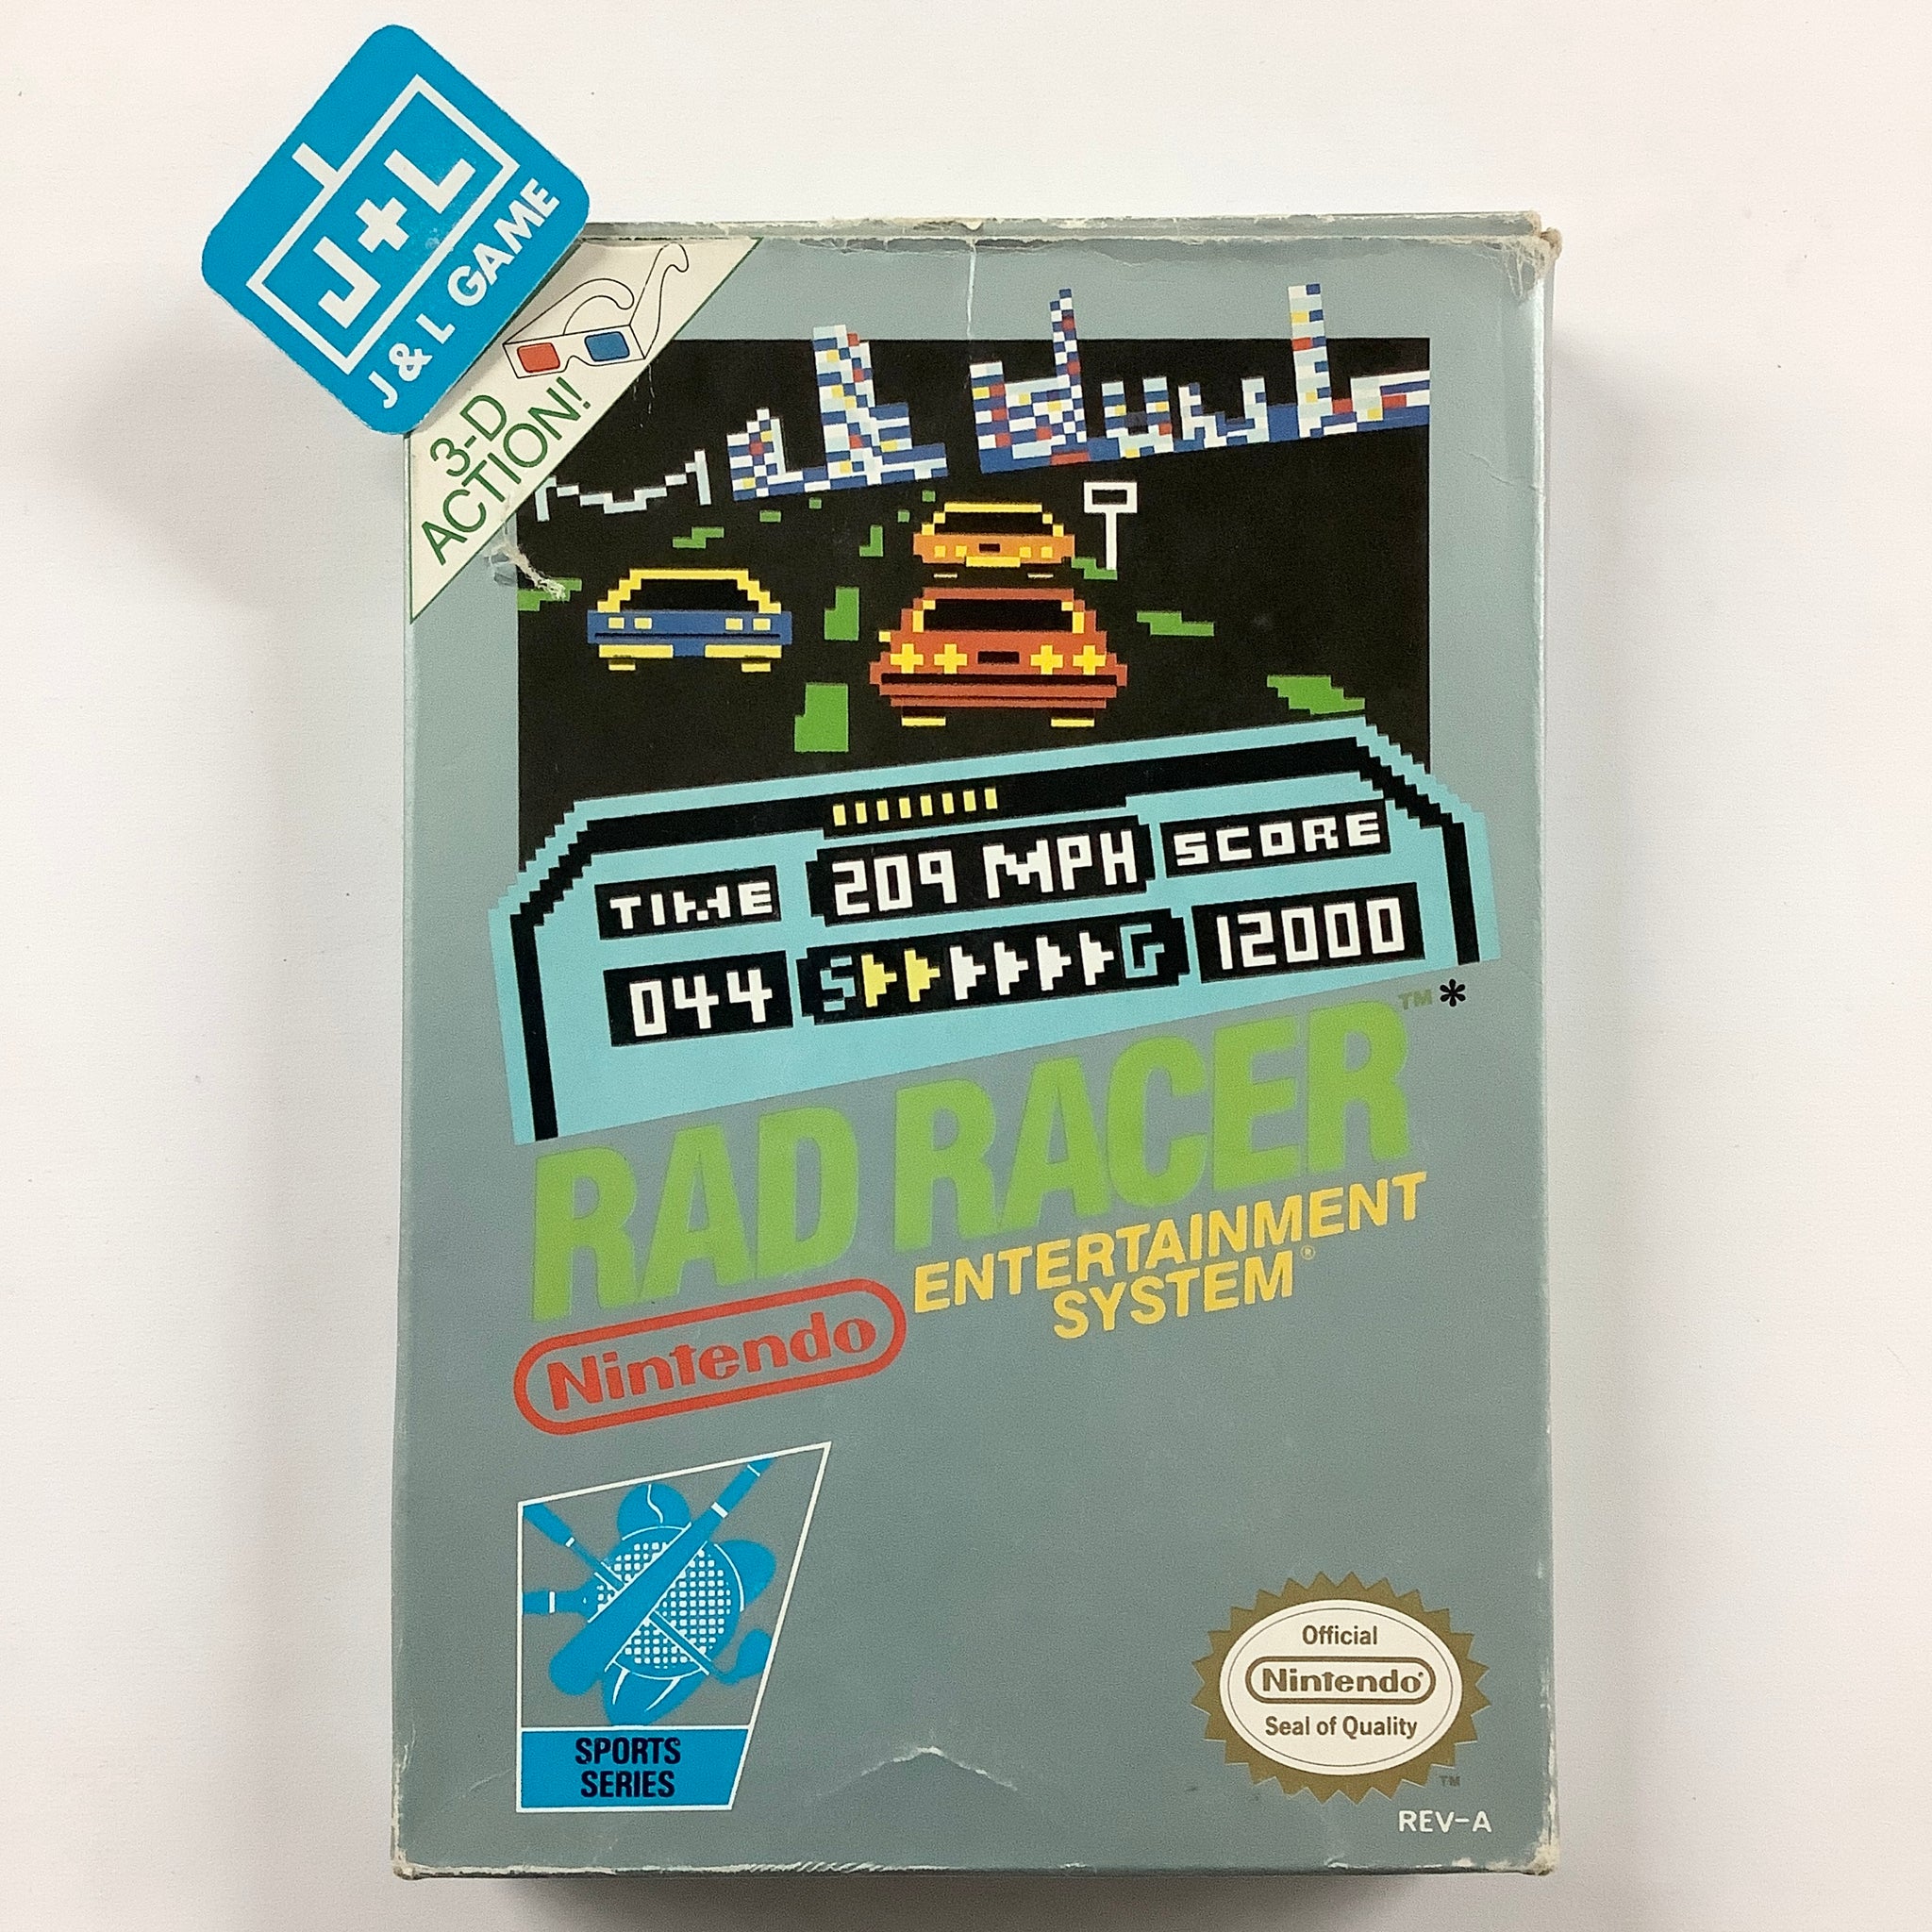 J+L
J & L GAME
3-D
ACTION!
TIME 209 MPH SCORE
044 S G 12000
RAD RACER™*
Nintendo ENTERTAINMENT
SYSTEM®
SPORTS
SERIES
Official
Nintendo®
Seal of Quality
TM
REV-A